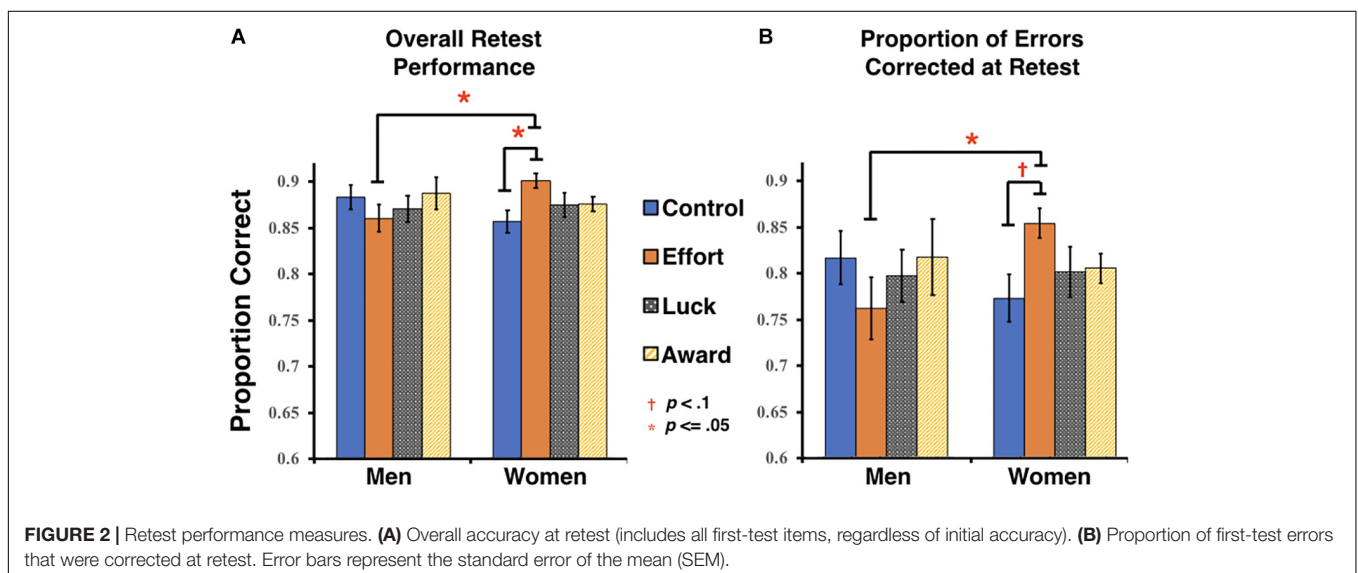 A
Overall Retest
Performance
*
*
Proportion Correct
0.9
0.85
0.8
0.75
0.7
0.65
0.6
Men
Women
Control
Effort
Luck
Award
† p < .1
* p <= .05
B
Proportion of Errors
Corrected at Retest
*
†
0.9
0.85
0.8
0.75
0.7
0.65
0.6
Men
Women
FIGURE 2 | Retest performance measures. (A) Overall accuracy at retest (includes all first-test items, regardless of initial accuracy). (B) Proportion of first-test errors
that were corrected at retest. Error bars represent the standard error of the mean (SEM).